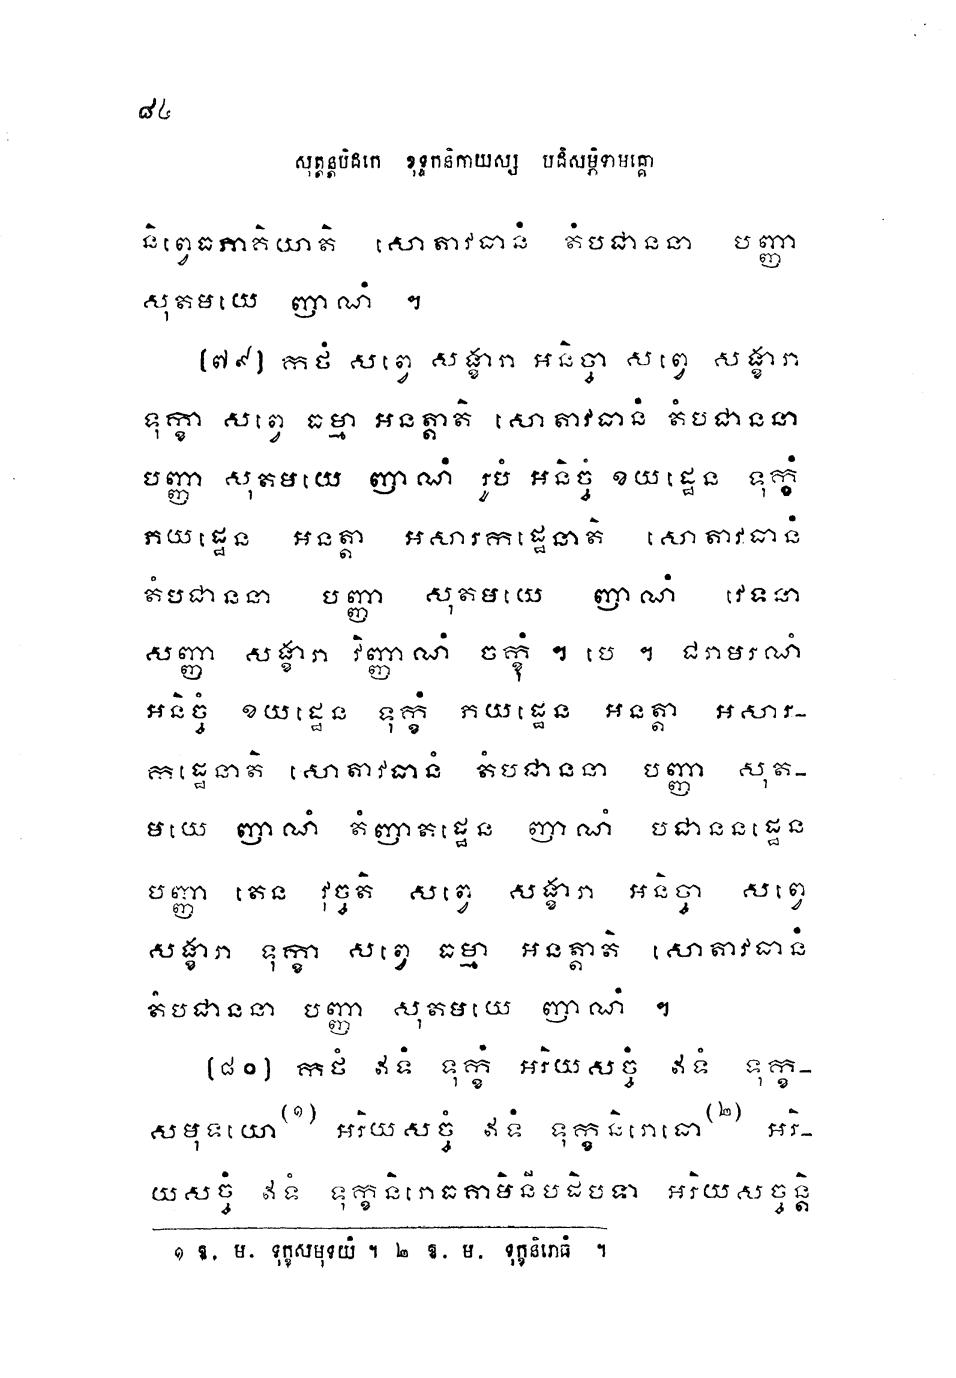 ៨៤
សុត្តន្តបិដកេ ខុទ្ទកនិកាយស្ស បដិសម្ភិទាមគ្គោ
និព្វេធភាគិយាតិ សោតាវធានំ តំបជាននា បញ្ញា
សុតមយេ ញាណំ ។
(៧៩) កថំ សព្វេ សង្ខារា អនិច្ចា សព្វេ សង្ខារា
ទុក្ខា សព្វេ ធម្មា អនត្តាតិ សោតាវធានំ តំបជាននា
បញ្ញា សុតមយេ ញាណំ រូបំ អនិច្ចំ ខយដ្ឋេន ទុក្ខំ
ភយដ្ឋេន អនត្តា អសារកដ្ឋេនាតិ សោតាវធានំ
តំបជាននា បញ្ញា សុតមយេ ញាណំ វេទនា
សញ្ញា សង្ខារា វិញ្ញាណំ ចក្ខុំ ។ បេ ។ ជរាមរណំ
អនិច្ចំ ខយដ្ឋេន ទុក្ខំ ភយដ្ឋេន អនត្តា អសារ-
កដ្ឋេនាតិ សោតាវធានំ តំបជាននា បញ្ញា សុត-
មយេ ញាណំ តំញាតដ្ឋេន ញាណំ បជាននដ្ឋេន
បញ្ញា តេន វុច្ចតិ សព្វេ សង្ខារា អនិច្ចា សព្វេ
សង្ខារា ទុក្ខា សព្វេ ធម្មា អនត្តាតិ សោតាវធានំ
តំបជាននា បញ្ញា សុតមយេ ញាណំ ។
(៨០) កថំ ឥទំ ទុក្ខំ អរិយសច្ចំ ឥទំ ទុក្ខ-
សមុទយោ(១) អរិយសច្ចំ ឥទំ ទុក្ខនិរោធោ(២) អរិ-
យសច្ចំ ឥទំ ទុក្ខនិរោធគាមិនីបដិបទា អរិយសច្ចន្តិ
១ ឱ. ម. ទុក្ខសមុទយំ ។ ២ ឱ. ម. ទុក្ខនិរោធំ ។